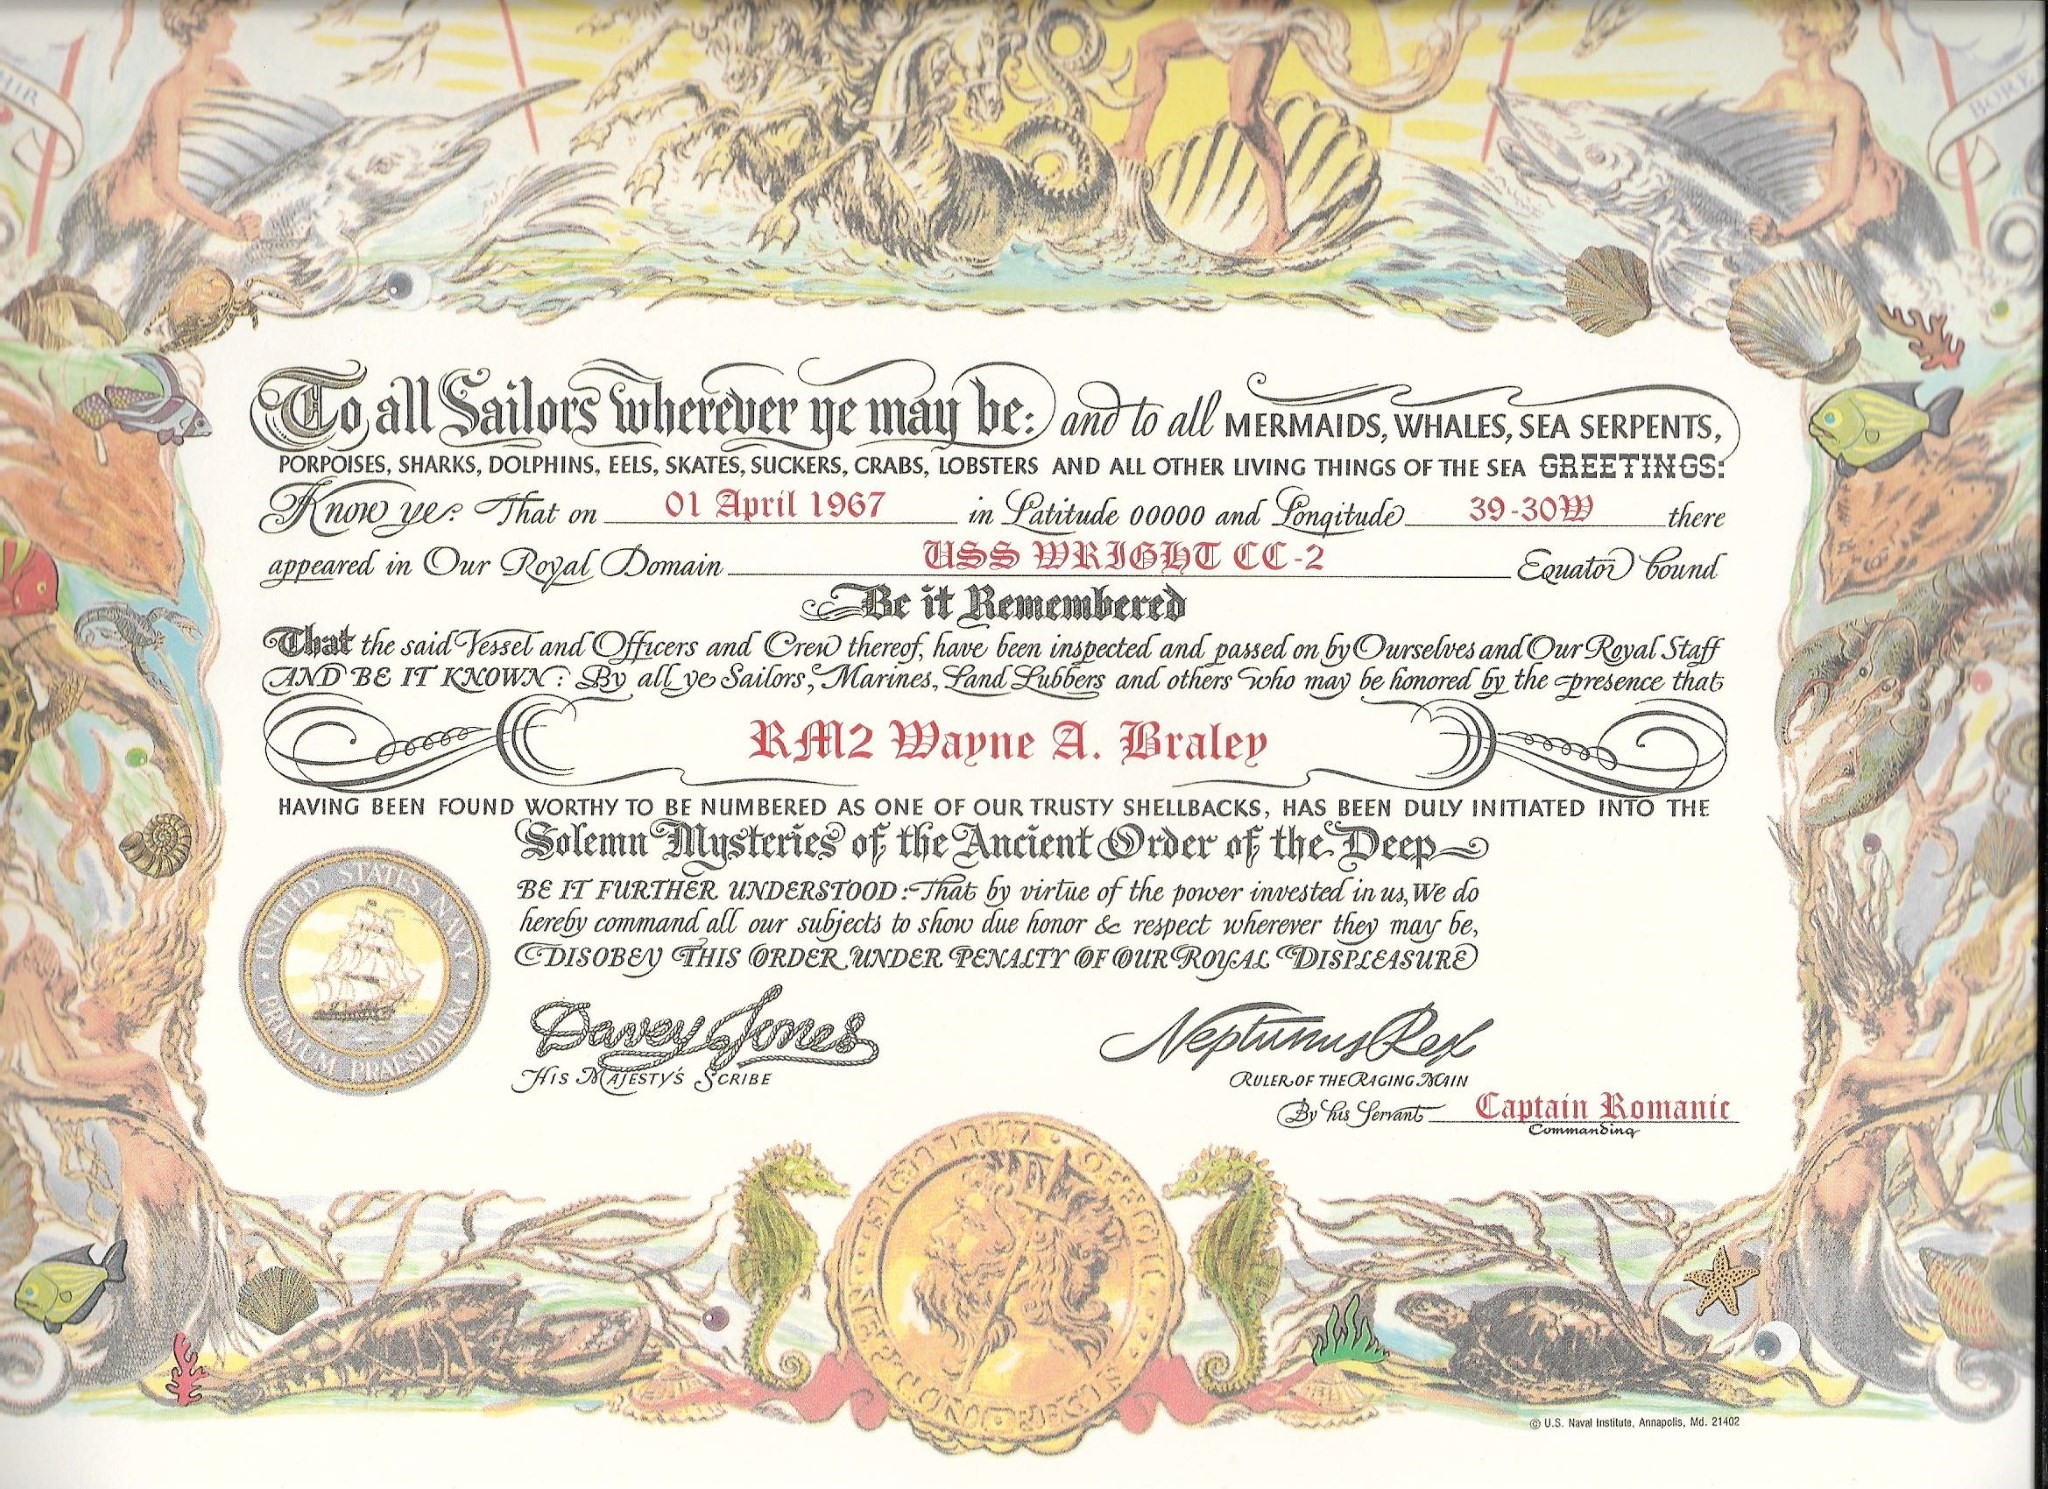 To all Sailors wherever ye may be: and to all MERMAIDS, WHALES, SEA SERPENTS,
PORPOISES, SHARKS, DOLPHINS, EELS, SKATES, SUCKERS, CRABS, LOBSTERS AND ALL OTHER LIVING THINGS OF THE SEA GREETINGS:
Know ye: That on 01 April 1967 in Latitude 00000 and Longitude 39-30W there
appeared in Our Royal Domain USS WRIGHT CC-2 Equator bound
Be it Remembered
That the said Vessel and Officers and Crew thereof, have been inspected and passed on by Ourselves and Our Royal Staff
AND BE IT KNOWN: By all ye Sailors, Marines, Land Lubbers and others who may be honored by the presence that
RM2 Wayne A. Braley
HAVING BEEN FOUND WORTHY TO BE NUMBERED AS ONE OF OUR TRUSTY SHELLBACKS, HAS BEEN DULY INITIATED INTO THE
Solemn Mysteries of the Ancient Order of the Deep
BE IT FURTHER UNDERSTOOD: That by virtue of the power invested in us, We do
hereby command all our subjects to show due honor & respect wherever they may be,
DISOBEY THIS ORDER UNDER PENALTY OF OUR ROYAL DISPLEASURE
UNITED STATES NAVY
PRIMUM PRAESIDIUM
Davey Jones
HIS MAJESTY'S SCRIBE
Neptunus Rex
RULER OF THE RAGING MAIN
By his Servant Captain Romanic
Commanding
© U.S. Naval Institute, Annapolis, Md. 21402